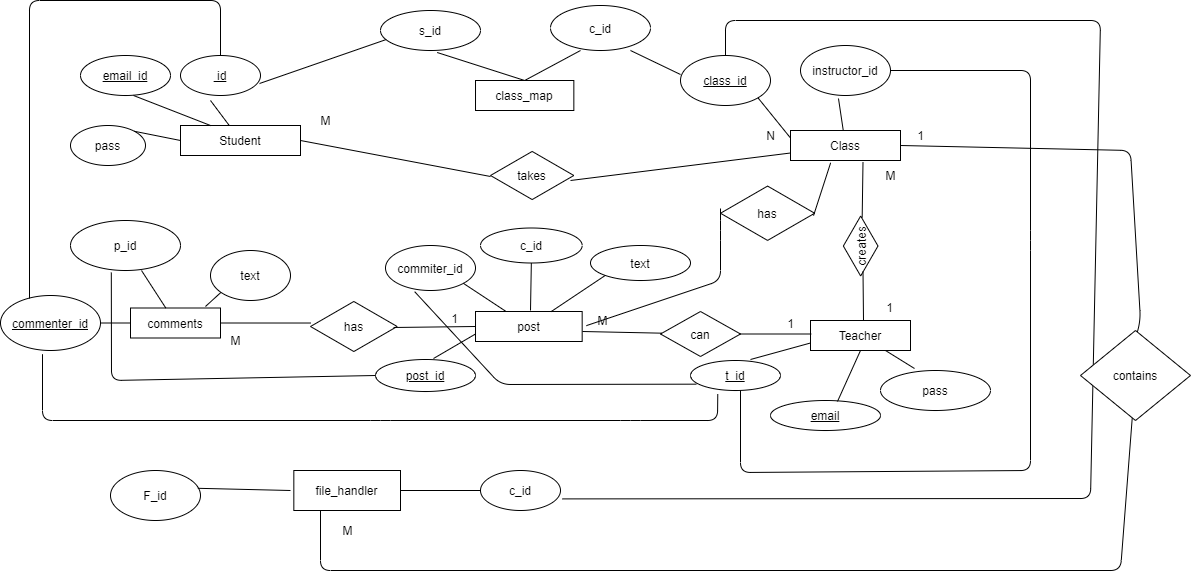 s_id
c_id
email_id
id
class_id
instructor_id
class_map
pass
Student
M
N
Class
1
takes
M
has
p_id
c_id
creates
text
commiter_id
text
commenter_id
comments
M
has
1
post
M
can
1
1
Teacher
post_id
t_id
pass
email
contains
F_id
file_handler
c_id
M